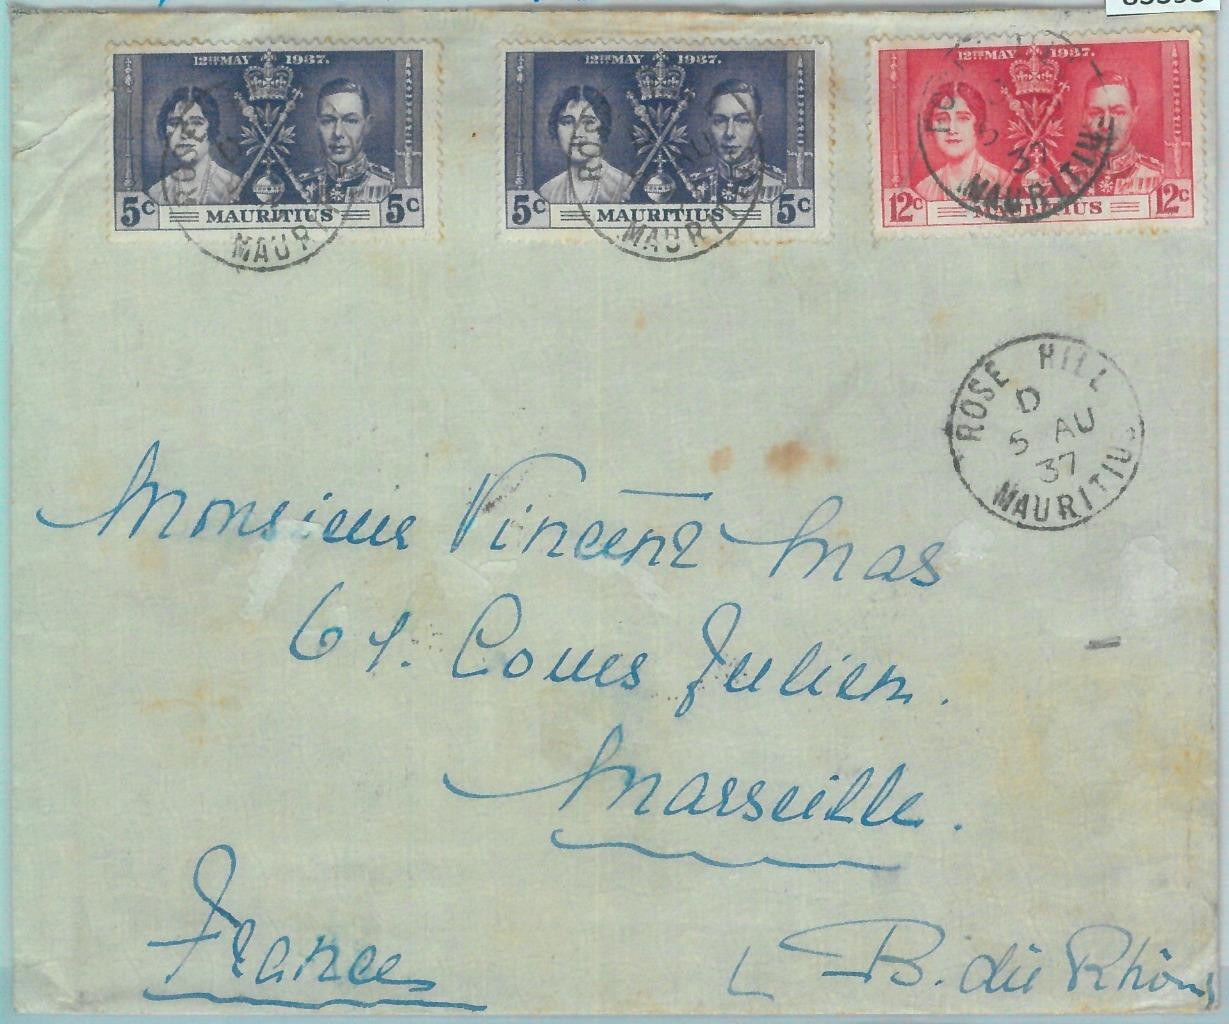 12TH MAY 1937.
5c MAURITIUS 5c
12TH MAY 1937.
5c MAURITIUS 5c
12TH MAY 1937.
12c MAURITIUS 12c
ROSE HILL
D
5 AU
37
MAURITIUS
Monsieur Vincent Mas
61. Cours Julien.
Marseille.
France
B. du Rhône